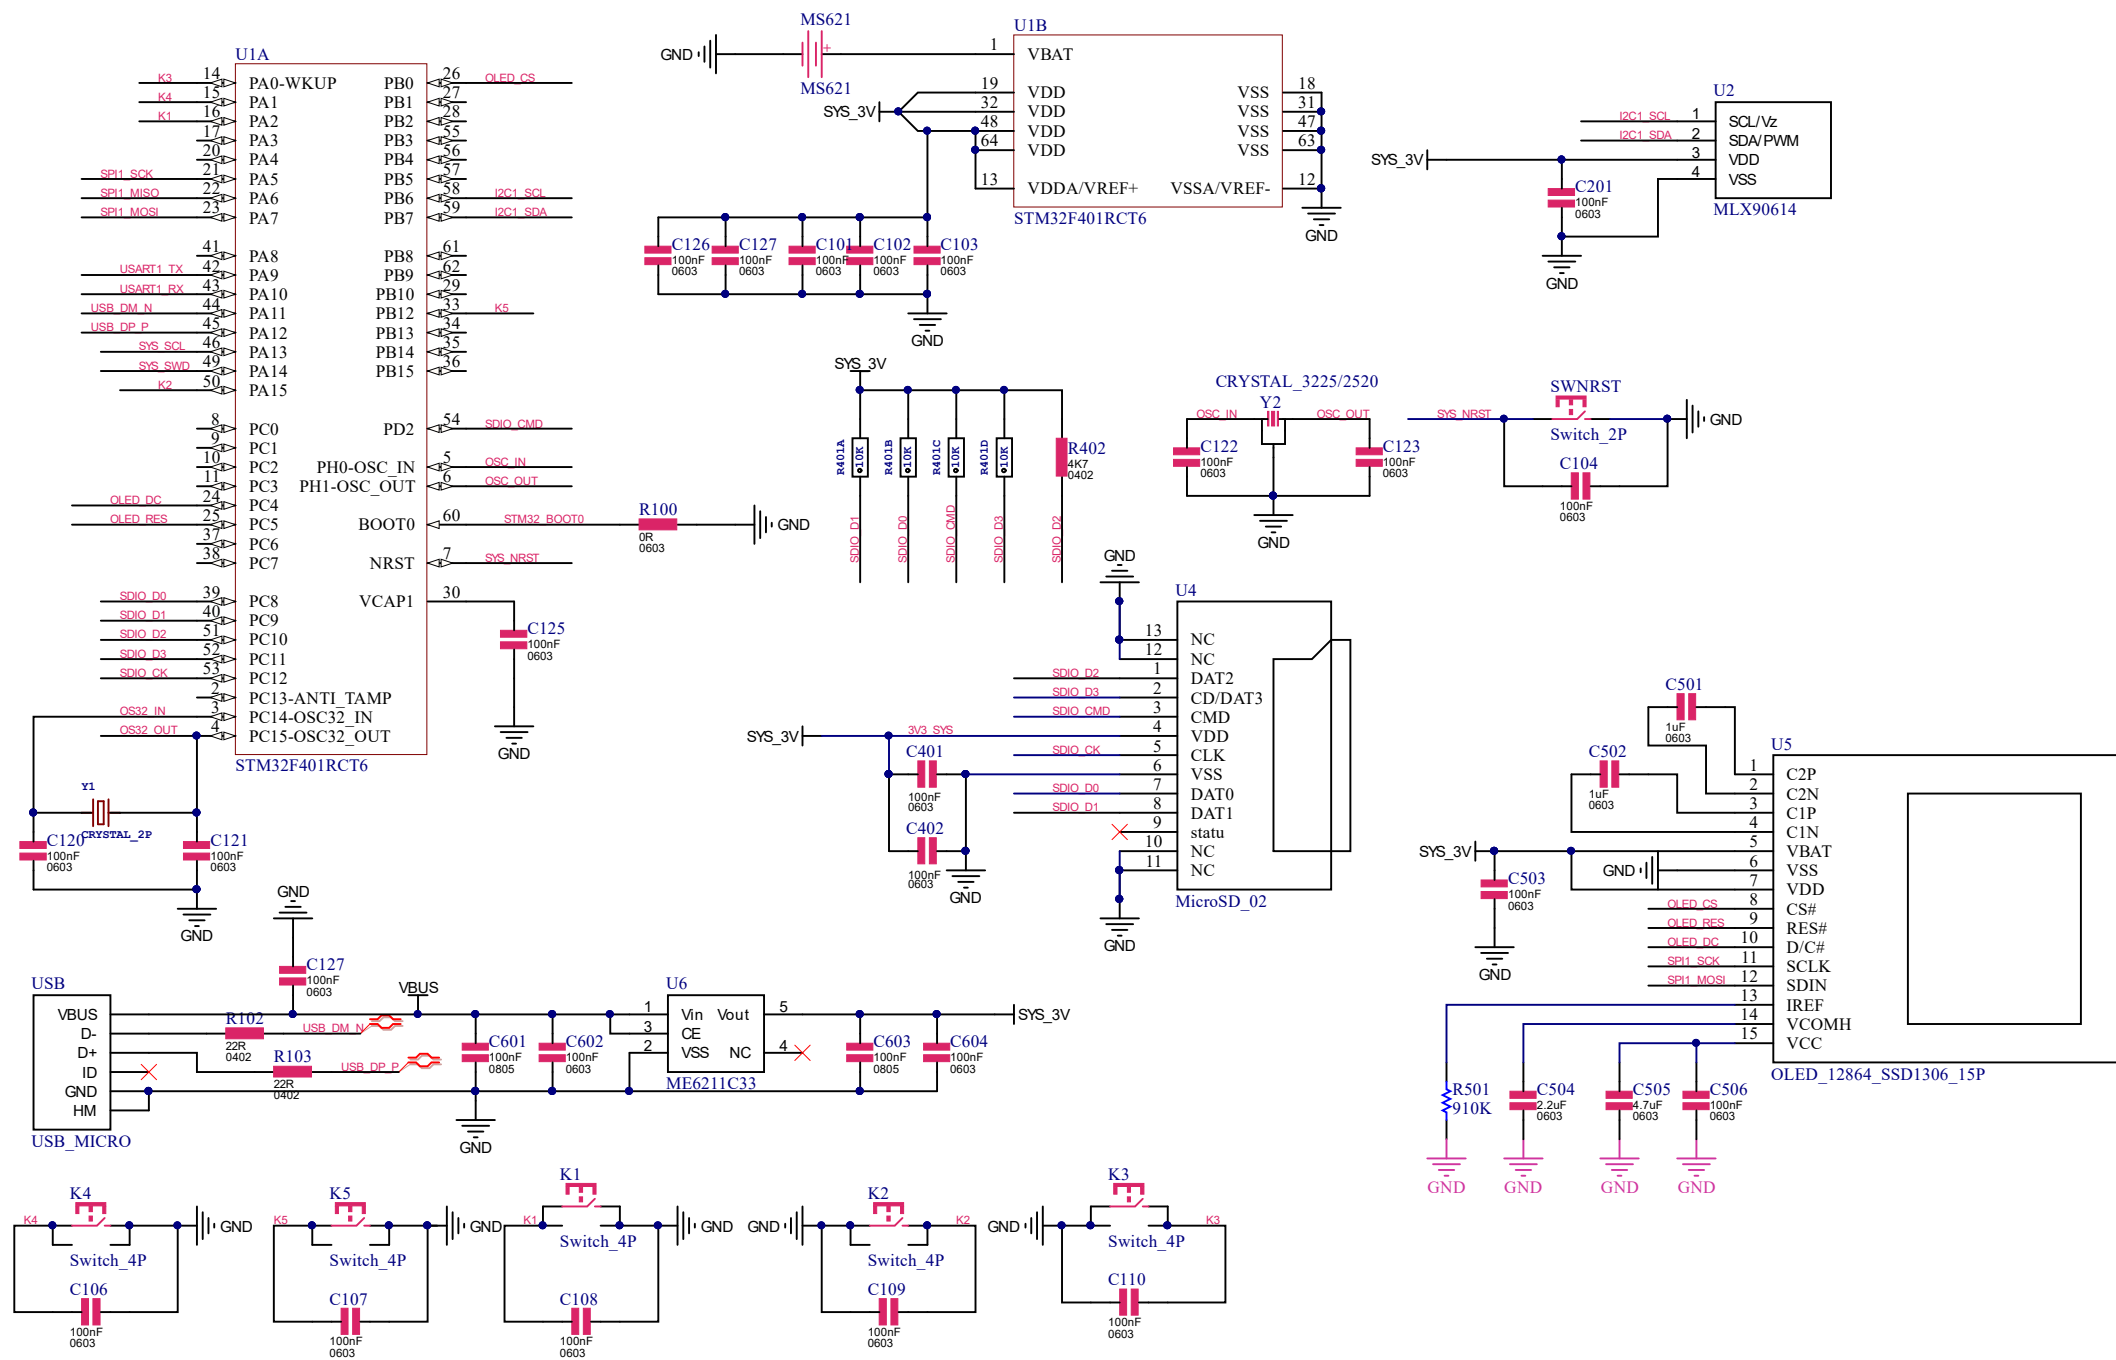 U1A
K3 14 PA0-WKUP PB0 26 OLED_CS
K4 15 PA1 PB1 27
K1 16 PA2 PB2 28
17 PA3 PB3 55
20 PA4 PB4 56
SPI1_SCK 21 PA5 PB5 57
SPI1_MISO 22 PA6 PB6 58 I2C1_SCL
SPI1_MOSI 23 PA7 PB7 59 I2C1_SDA
41 PA8 PB8 61
USART1_TX 42 PA9 PB9 62
USART1_RX 43 PA10 PB10 29
USB_DM_N 44 PA11 PB12 33 K5
USB_DP_P 45 PA12 PB13 34
SYS_SCL 46 PA13 PB14 35
SYS_SWD 49 PA14 PB15 36
K2 50 PA15
8 PC0 PD2 54 SDIO_CMD
9 PC1
10 PC2 PH0-OSC_IN 5 OSC_IN
11 PC3 PH1-OSC_OUT 6 OSC_OUT
OLED_DC 24 PC4
OLED_RES 25 PC5 BOOT0 60 STM32_BOOT0 R100 GND
0R
0603
37 PC6
38 PC7 NRST 7 SYS_NRST
SDIO_D0 39 PC8 VCAP1 30
SDIO_D1 40 PC9
SDIO_D2 51 PC10
SDIO_D3 52 PC11
SDIO_CK 53 PC12
2 PC13-ANTI_TAMP
OS32_IN 3 PC14-OSC32_IN
OS32_OUT 4 PC15-OSC32_OUT
STM32F401RCT6
C125
100nF
0603
GND
Y1
CRYSTAL_2P
C120
100nF
0603
C121
100nF
0603
GND
MS621
MS621
GND
+
U1B
1 VBAT
SYS_3V
19 VDD VSS 18
32 VDD VSS 31
48 VDD VSS 47
64 VDD VSS 63
13 VDDA/VREF+ VSSA/VREF- 12
STM32F401RCT6
GND
C126
100nF
0603
C127
100nF
0603
C101
100nF
0603
C102
100nF
0603
C103
100nF
0603
GND
U2
I2C1_SCL 1 SCL/Vz
I2C1_SDA 2 SDA/PWM
SYS_3V 3 VDD
4 VSS
MLX90614
C201
100nF
0603
GND
SYS_3V
R401A
10K
R401B
10K
R401C
10K
R401D
10K
R402
4K7
0402
SDIO_D1
SDIO_D0
SDIO_CMD
SDIO_D3
SDIO_D2
CRYSTAL_3225/2520
Y2
OSC_IN OSC_OUT
C122
100nF
0603
C123
100nF
0603
GND
SWNRST
SYS_NRST GND
Switch_2P
C104
100nF
0603
GND
U4
13 NC
12 NC
SDIO_D2 1 DAT2
SDIO_D3 2 CD/DAT3
SDIO_CMD 3 CMD
SYS_3V 3V3_SYS 4 VDD
SDIO_CK 5 CLK
6 VSS
SDIO_D0 7 DAT0
SDIO_D1 8 DAT1
9 statu
10 NC
11 NC
MicroSD_02
C401
100nF
0603
C402
100nF
0603
GND
GND
C501
1uF
0603
C502
1uF
0603
U5
1 C2P
2 C2N
3 C1P
4 C1N
SYS_3V 5 VBAT
GND 6 VSS
7 VDD
OLED_CS 8 CS#
OLED_RES 9 RES#
OLED_DC 10 D/C#
SPI1_SCK 11 SCLK
SPI1_MOSI 12 SDIN
13 IREF
14 VCOMH
15 VCC
OLED_12864_SSD1306_15P
C503
100nF
0603
GND
R501
910K
C504
2.2uF
0603
C505
4.7uF
0603
C506
100nF
0603
GND GND GND GND
GND
C127
100nF
0603
USB
VBUS
D-
D+
ID
GND
HM
USB_MICRO
R102
22R
0402
USB_DM_N
R103
22R
0402
USB_DP_P
VBUS
C601
100nF
0805
C602
100nF
0603
GND
U6
1 Vin Vout 5
3 CE
2 VSS NC 4
ME6211C33
C603
100nF
0805
C604
100nF
0603
SYS_3V
K4
K4 GND
Switch_4P
C106
100nF
0603
K5
K5 GND
Switch_4P
C107
100nF
0603
K1
K1 GND
Switch_4P
C108
100nF
0603
K2
GND K2
Switch_4P
C109
100nF
0603
K3
GND K3
Switch_4P
C110
100nF
0603